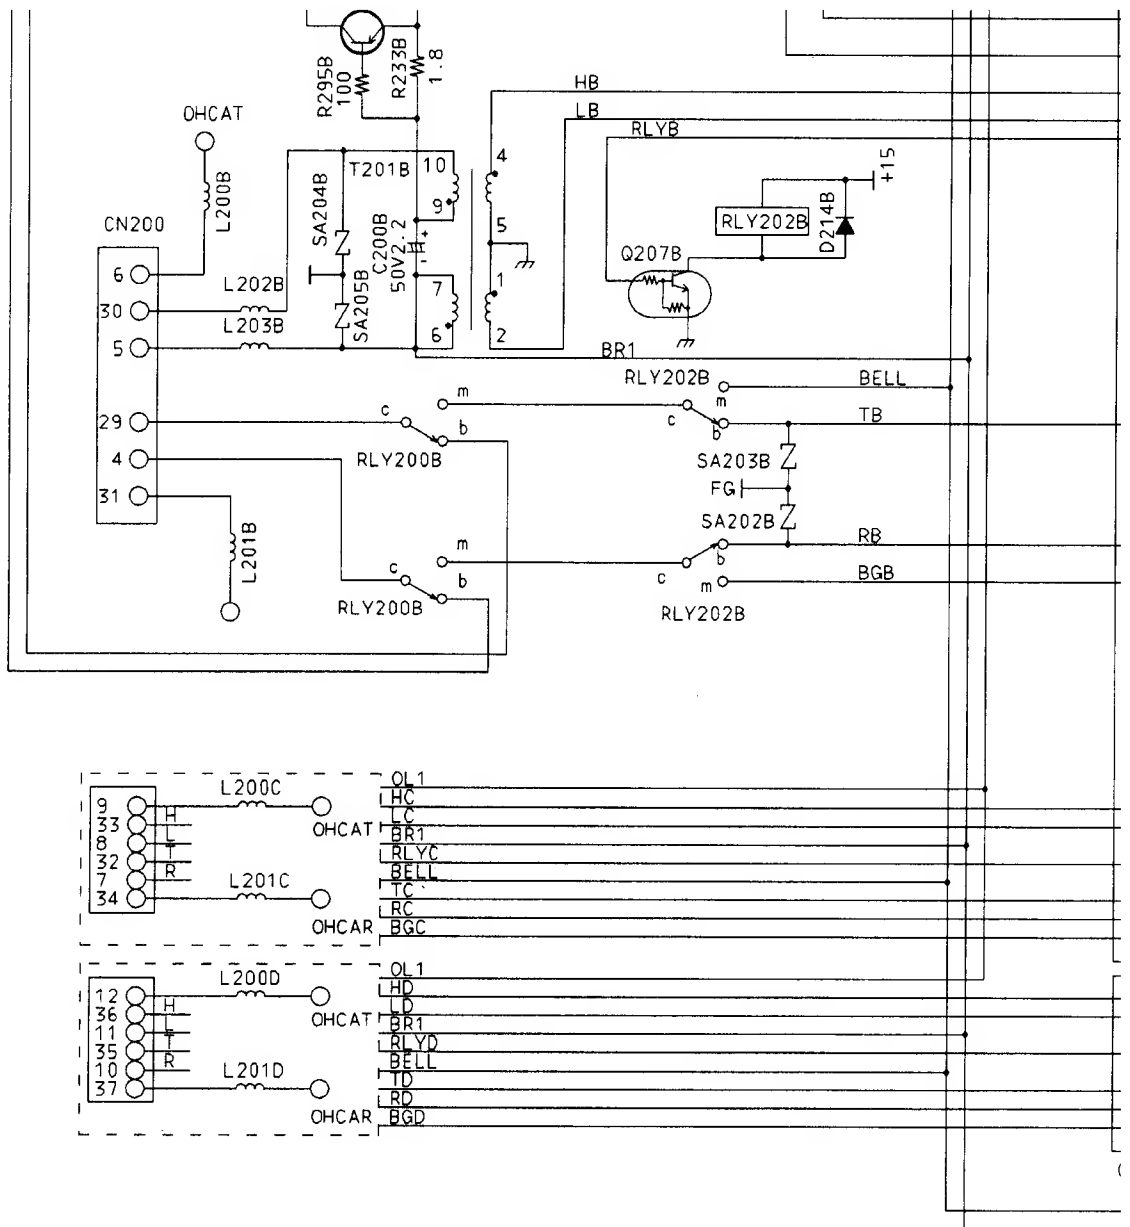 R295B
100
R233B
1.8
HB
LB
RLYB
OHCAT
L200B
CN200
6
30
5
29
4
31
L202B
L203B
L201B
SA204B
SA205B
T201B
10
9
C200B
50V2.2
+
-
7
6
4
5
1
2
+15
RLY202B
D214B
Q207B
BR1
RLY202B
BELL
m
c
b
TB
m
c
b
RLY200B
SA203B
FG
SA202B
RB
m
c
b
RLY200B
c
b
m
BGB
RLY202B
9
33
8
32
7
34
H
L
T
R
L200C
OHCAT
L201C
OHCAR
OL1
HC
LC
BR1
RLYC
BELL
TC
RC
BGC
12
36
11
35
10
37
H
L
T
R
L200D
OHCAT
L201D
OHCAR
OL1
HD
LD
BR1
RLYD
BELL
TD
RD
BGD